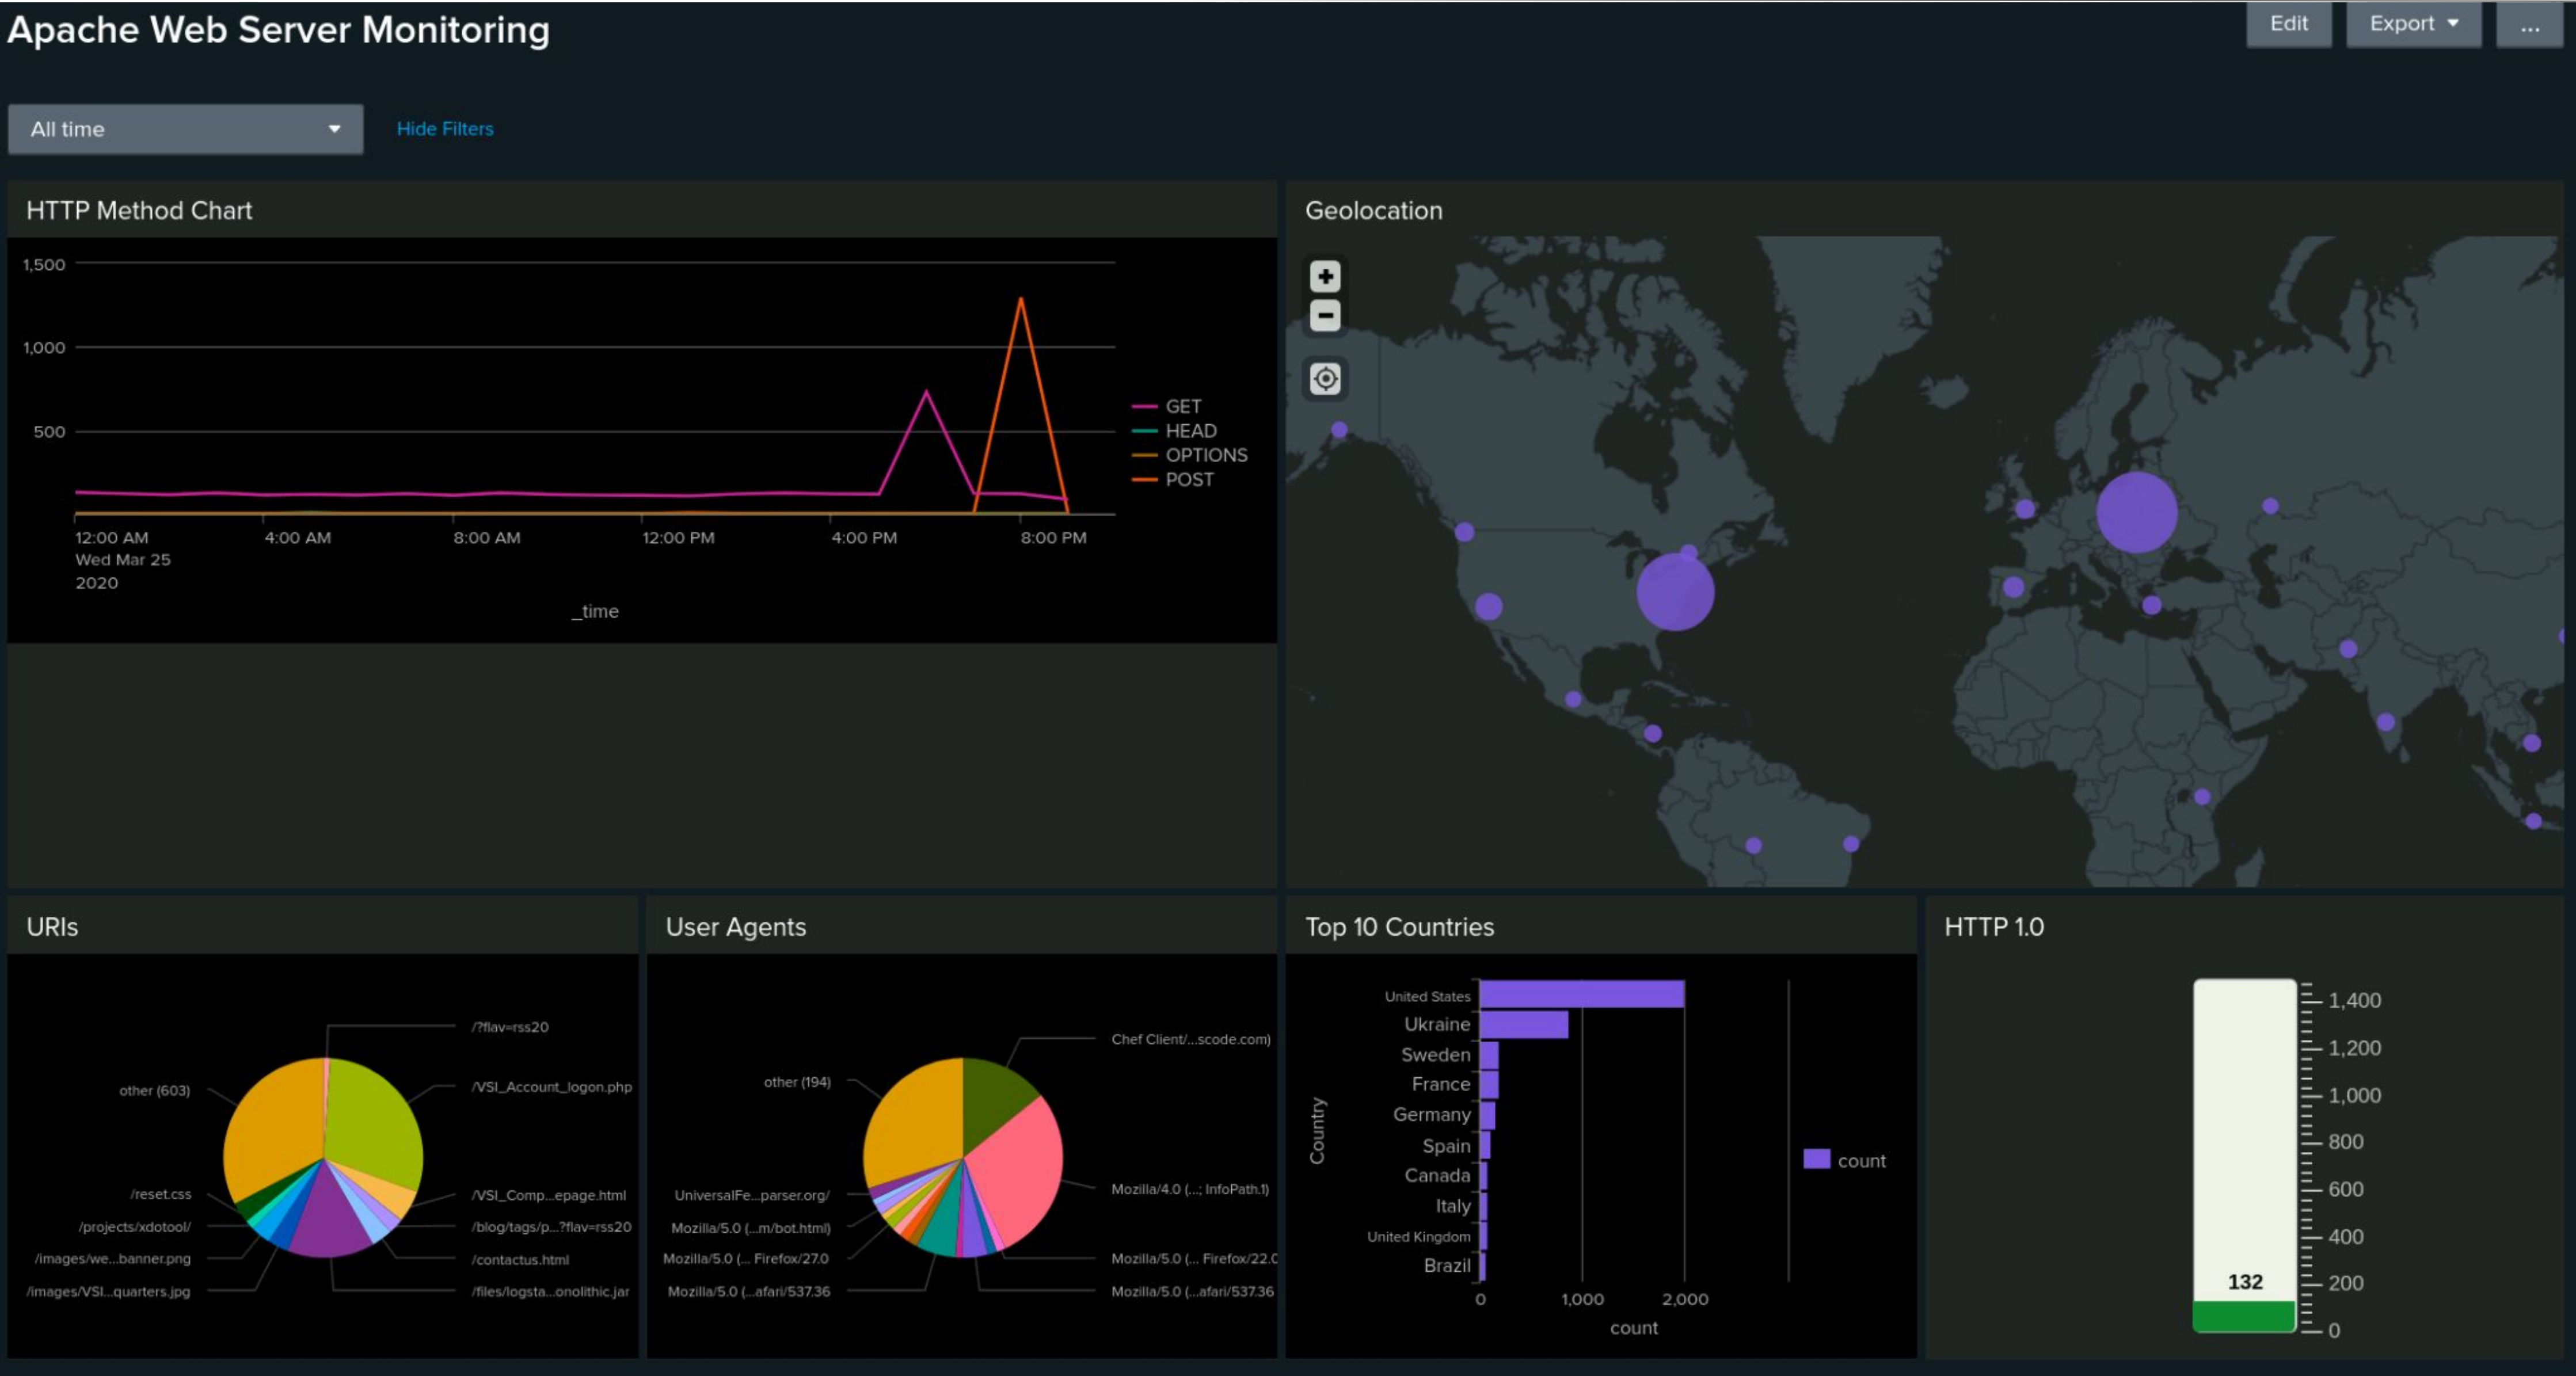 Apache Web Server Monitoring
Edit
Export
...
All time
Hide Filters
HTTP Method Chart
1,500
1,000
500
GET
HEAD
OPTIONS
POST
12:00 AM
Wed Mar 25
2020
4:00 AM
8:00 AM
12:00 PM
4:00 PM
8:00 PM
_time
Geolocation
+
−
URIs
/?flav=rss20
/VSI_Account_logon.php
/VSI_Comp...epage.html
/blog/tags/p...?flav=rss20
/contactus.html
/files/logsta...onolithic.jar
other (603)
/reset.css
/projects/xdotool/
/images/we...banner.png
/images/VSI...quarters.jpg
User Agents
Chef Client/...scode.com)
Mozilla/4.0 (...; InfoPath.1)
Mozilla/5.0 (... Firefox/22.0
Mozilla/5.0 (...afari/537.36
other (194)
UniversalFe...parser.org/
Mozilla/5.0 (...m/bot.html)
Mozilla/5.0 (... Firefox/27.0
Mozilla/5.0 (...afari/537.36
Top 10 Countries
Country
United States
Ukraine
Sweden
France
Germany
Spain
Canada
Italy
United Kingdom
Brazil
0
1,000
2,000
count
count
HTTP 1.0
1,400
1,200
1,000
800
600
400
200
0
132